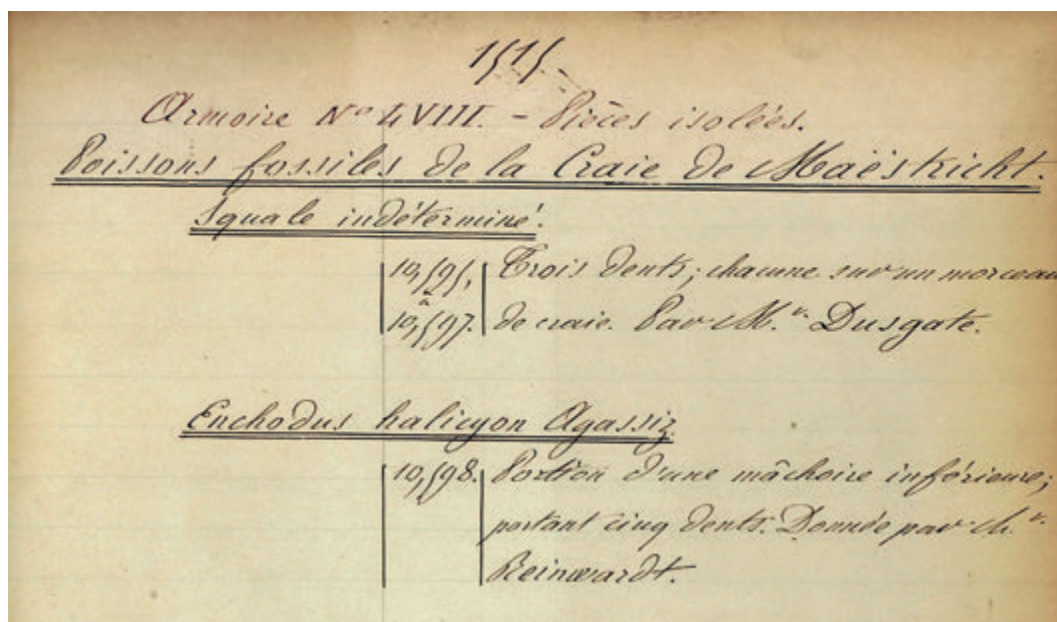 1515.
Armoire No LVIII. - Pièces isolées.
Poissons fossiles de la Craie de Maëstricht.
Squale indéterminé.
10,595, Trois dents; chacune sur un morceau
à
10,597. de craie. Par M.r Dusgate.
Enchodus halicyon Agassiz
10,598. Portion d'une mâchoire inférieure;
portant cinq dents. Donnée par M.r
Reinwardt.